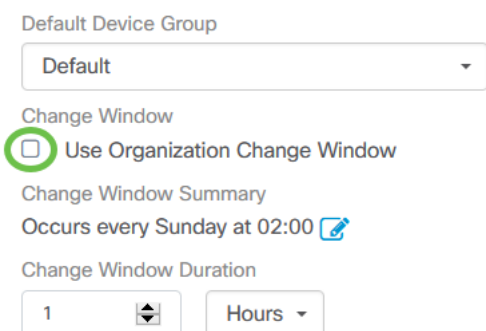 Default Device Group
Default
Change Window
Use Organization Change Window
Change Window Summary
Occurs every Sunday at 02:00
Change Window Duration
1 Hours